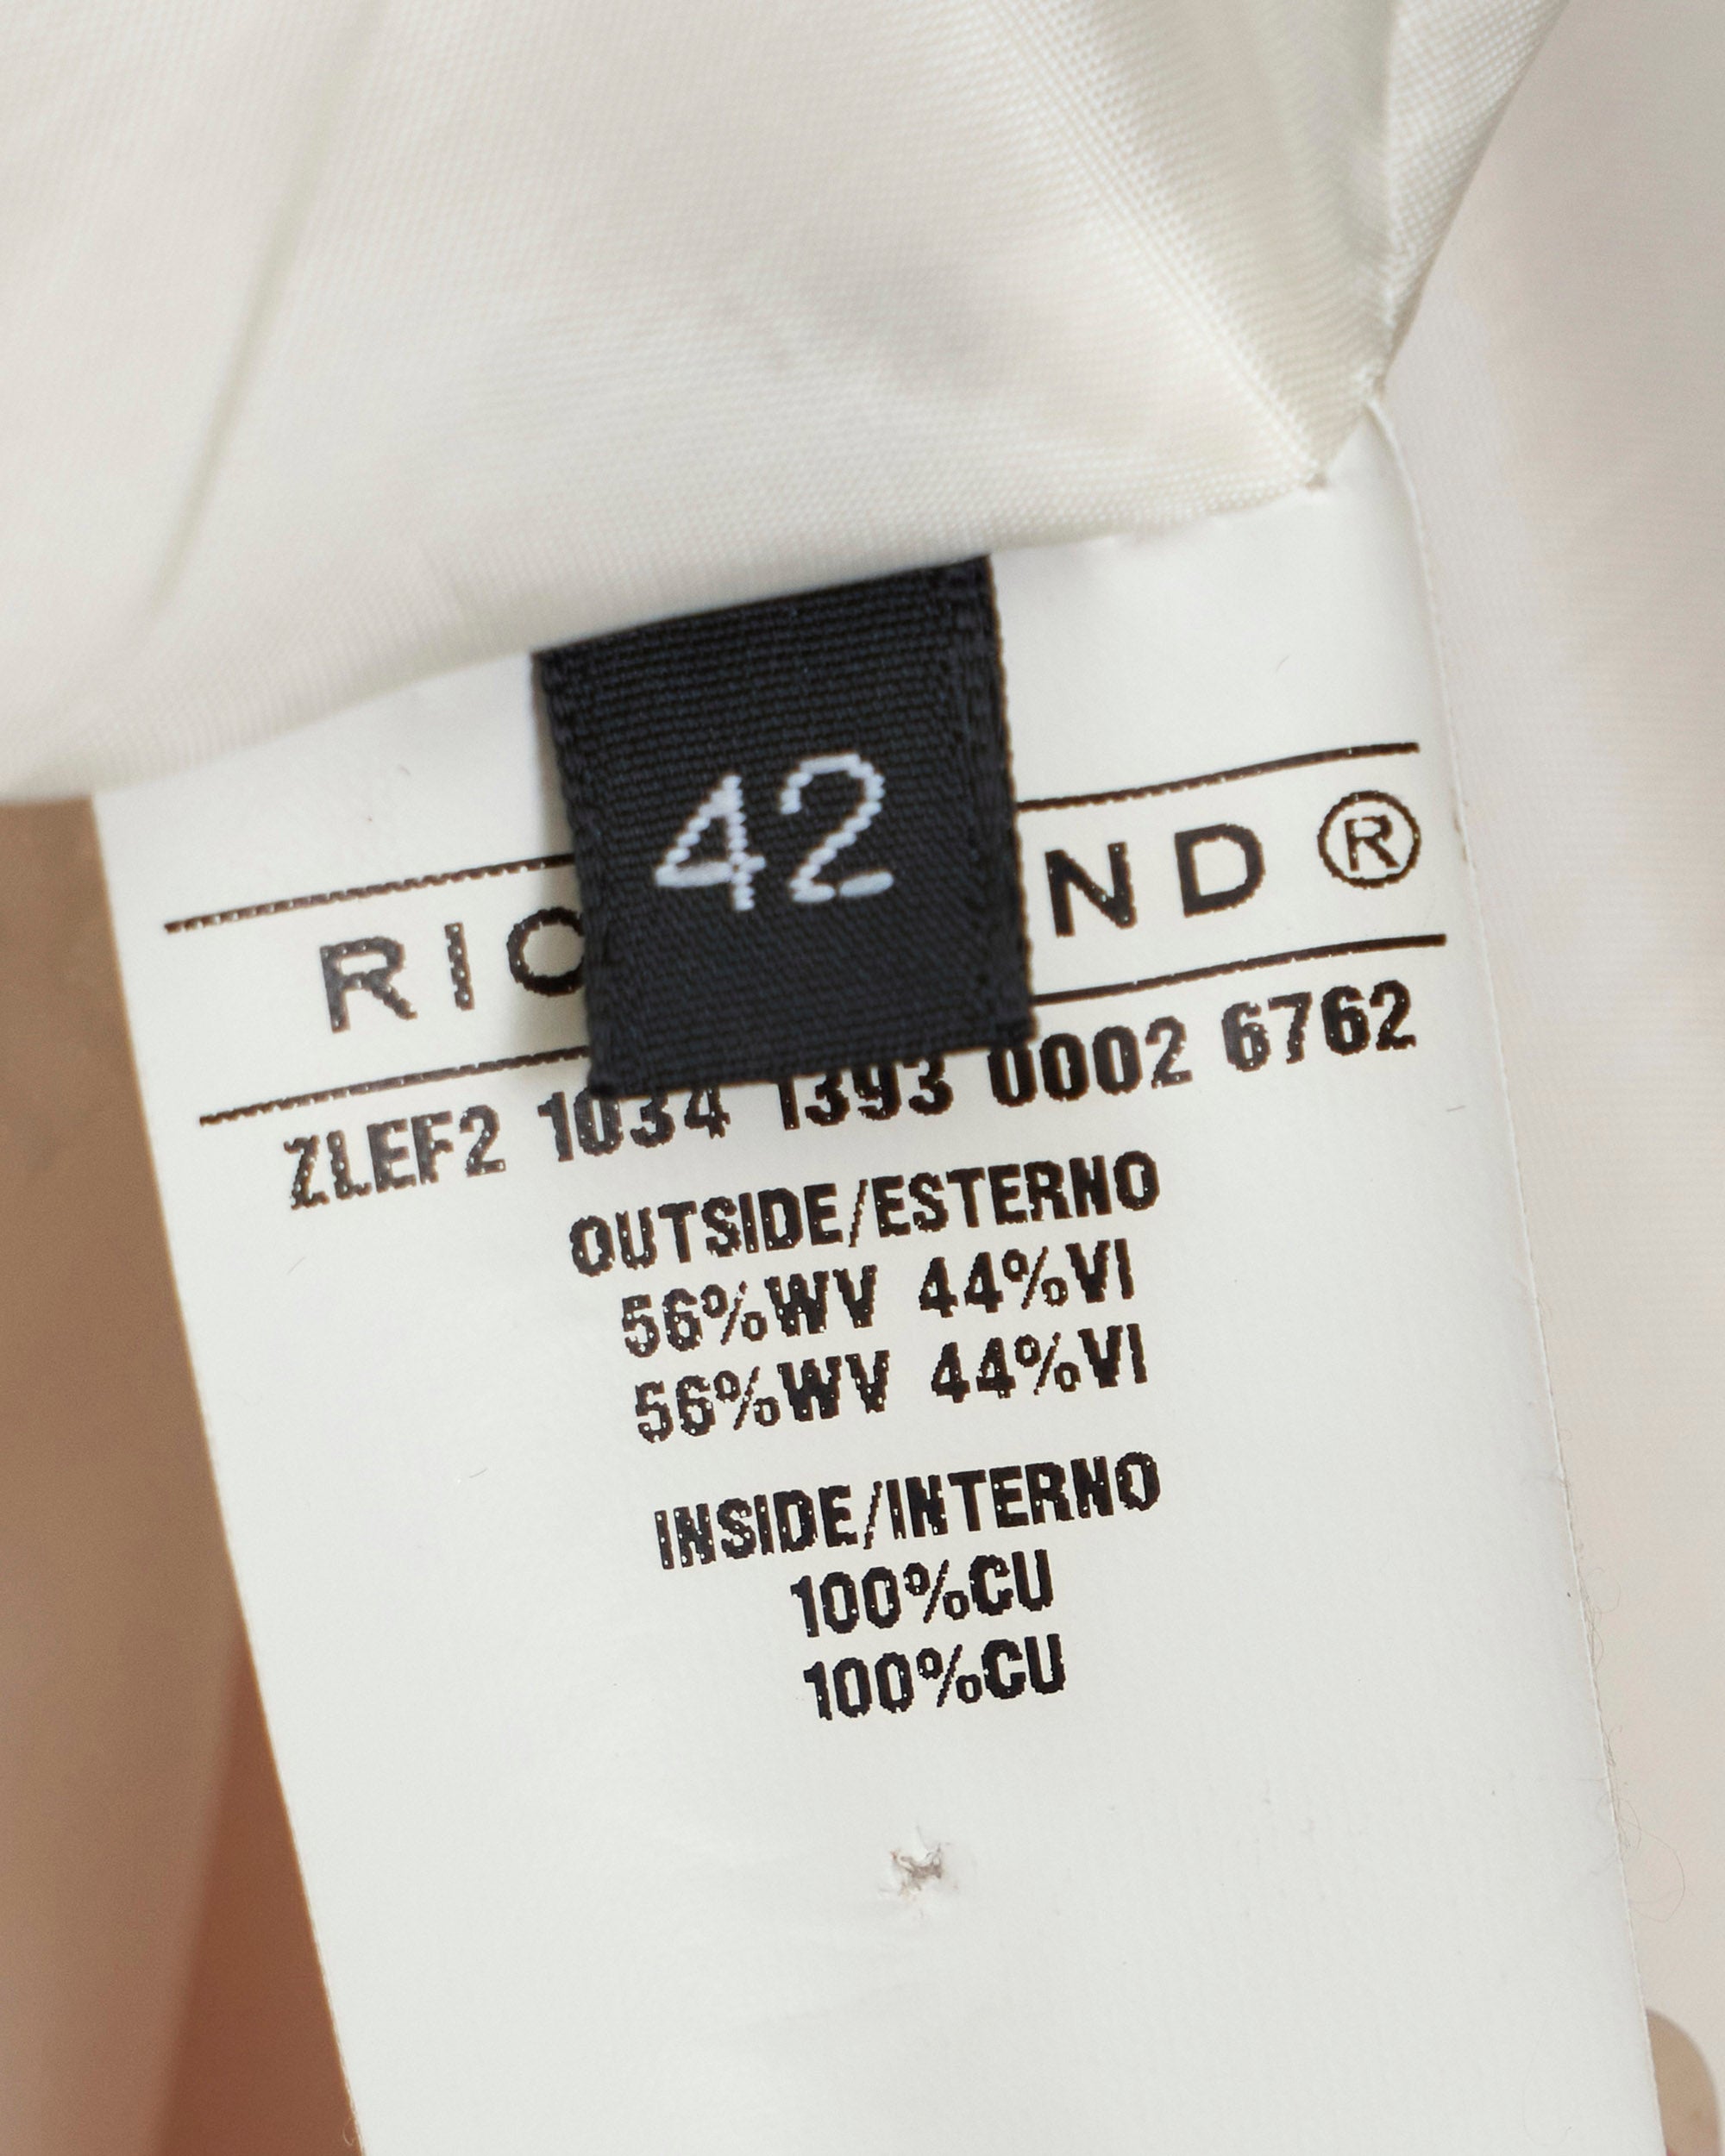 42
RIC ND®
ZLEF2 1034 1393 0002 6762
OUTSIDE/ESTERNO
56%WV 44%VI
56%WV 44%VI
INSIDE/INTERNO
100%CU
100%CU